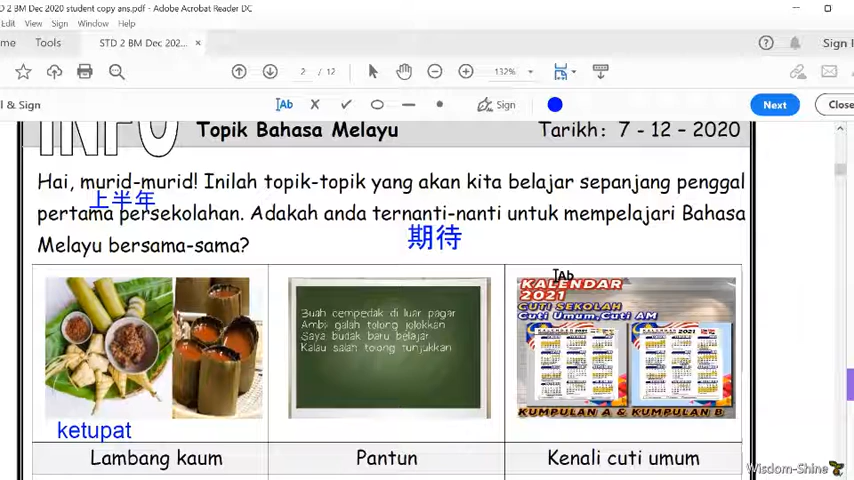 D 2 BM Dec 2020 student copy ans.pdf - Adobe Acrobat Reader DC
Edit View Sign Window Help
me Tools STD 2 BM Dec 202... × Sign I
2 / 12 132%
l & Sign IAb Sign Next Close
INFO Topik Bahasa Melayu Tarikh: 7 - 12 - 2020
Hai, murid-murid! Inilah topik-topik yang akan kita belajar sepanjang penggal
上半年
pertama persekolahan. Adakah anda ternanti-nanti untuk mempelajari Bahasa
期待
Melayu bersama-sama?
IAb
Buah cempedak di luar pagar
Ambil galah tolong jolokkan
Saya budak baru belajar
Kalau salah tolong tunjukkan
KALENDAR
2021
CUTI SEKOLAH
Cuti Umum,Cuti AM
KUMPULAN A & KUMPULAN B
ketupat
Lambang kaum Pantun Kenali cuti umum
Wisdom-Shine